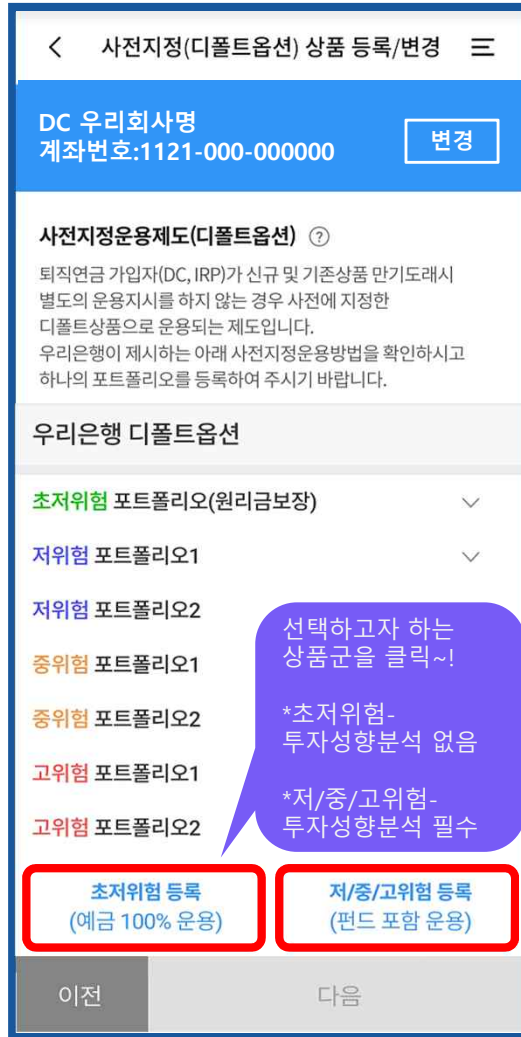 사전지정(디폴트옵션) 상품 등록/변경
DC 우리회사명
계좌번호:1121-000-000000
변경
사전지정운용제도(디폴트옵션) ?
퇴직연금 가입자(DC, IRP)가 신규 및 기존상품 만기도래시
별도의 운용지시를 하지 않는 경우 사전에 지정한
디폴트상품으로 운용되는 제도입니다.
우리은행이 제시하는 아래 사전지정운용방법을 확인하시고
하나의 포트폴리오를 등록하여 주시기 바랍니다.
우리은행 디폴트옵션
초저위험 포트폴리오(원리금보장)
저위험 포트폴리오1
저위험 포트폴리오2
중위험 포트폴리오1
중위험 포트폴리오2
고위험 포트폴리오1
고위험 포트폴리오2
선택하고자 하는
상품군을 클릭~!
*초저위험-
투자성향분석 없음
*저/중/고위험-
투자성향분석 필수
초저위험 등록
(예금 100% 운용)
저/중/고위험 등록
(펀드 포함 운용)
이전
다음